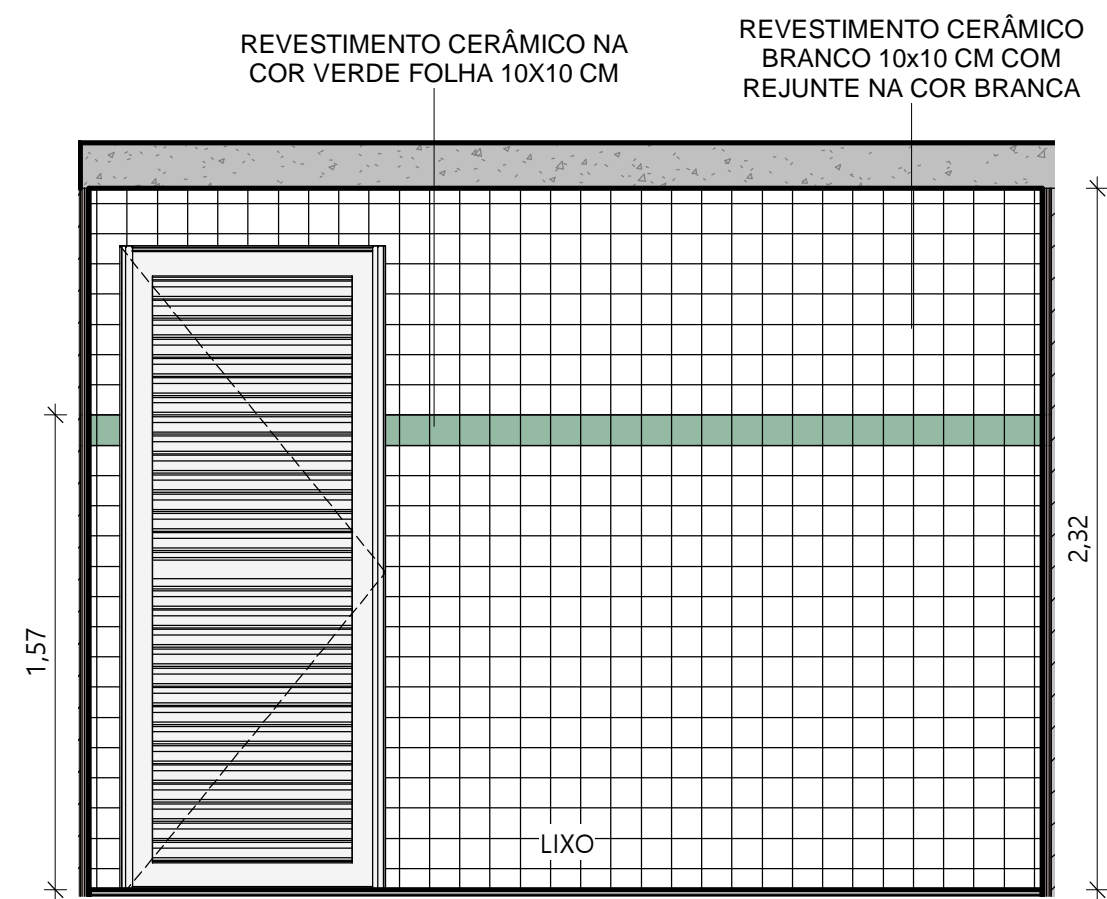 REVESTIMENTO CERÂMICO NA
COR VERDE FOLHA 10X10 CM
REVESTIMENTO CERÂMICO
BRANCO 10x10 CM COM
REJUNTE NA COR BRANCA
1,57
2,32
LIXO